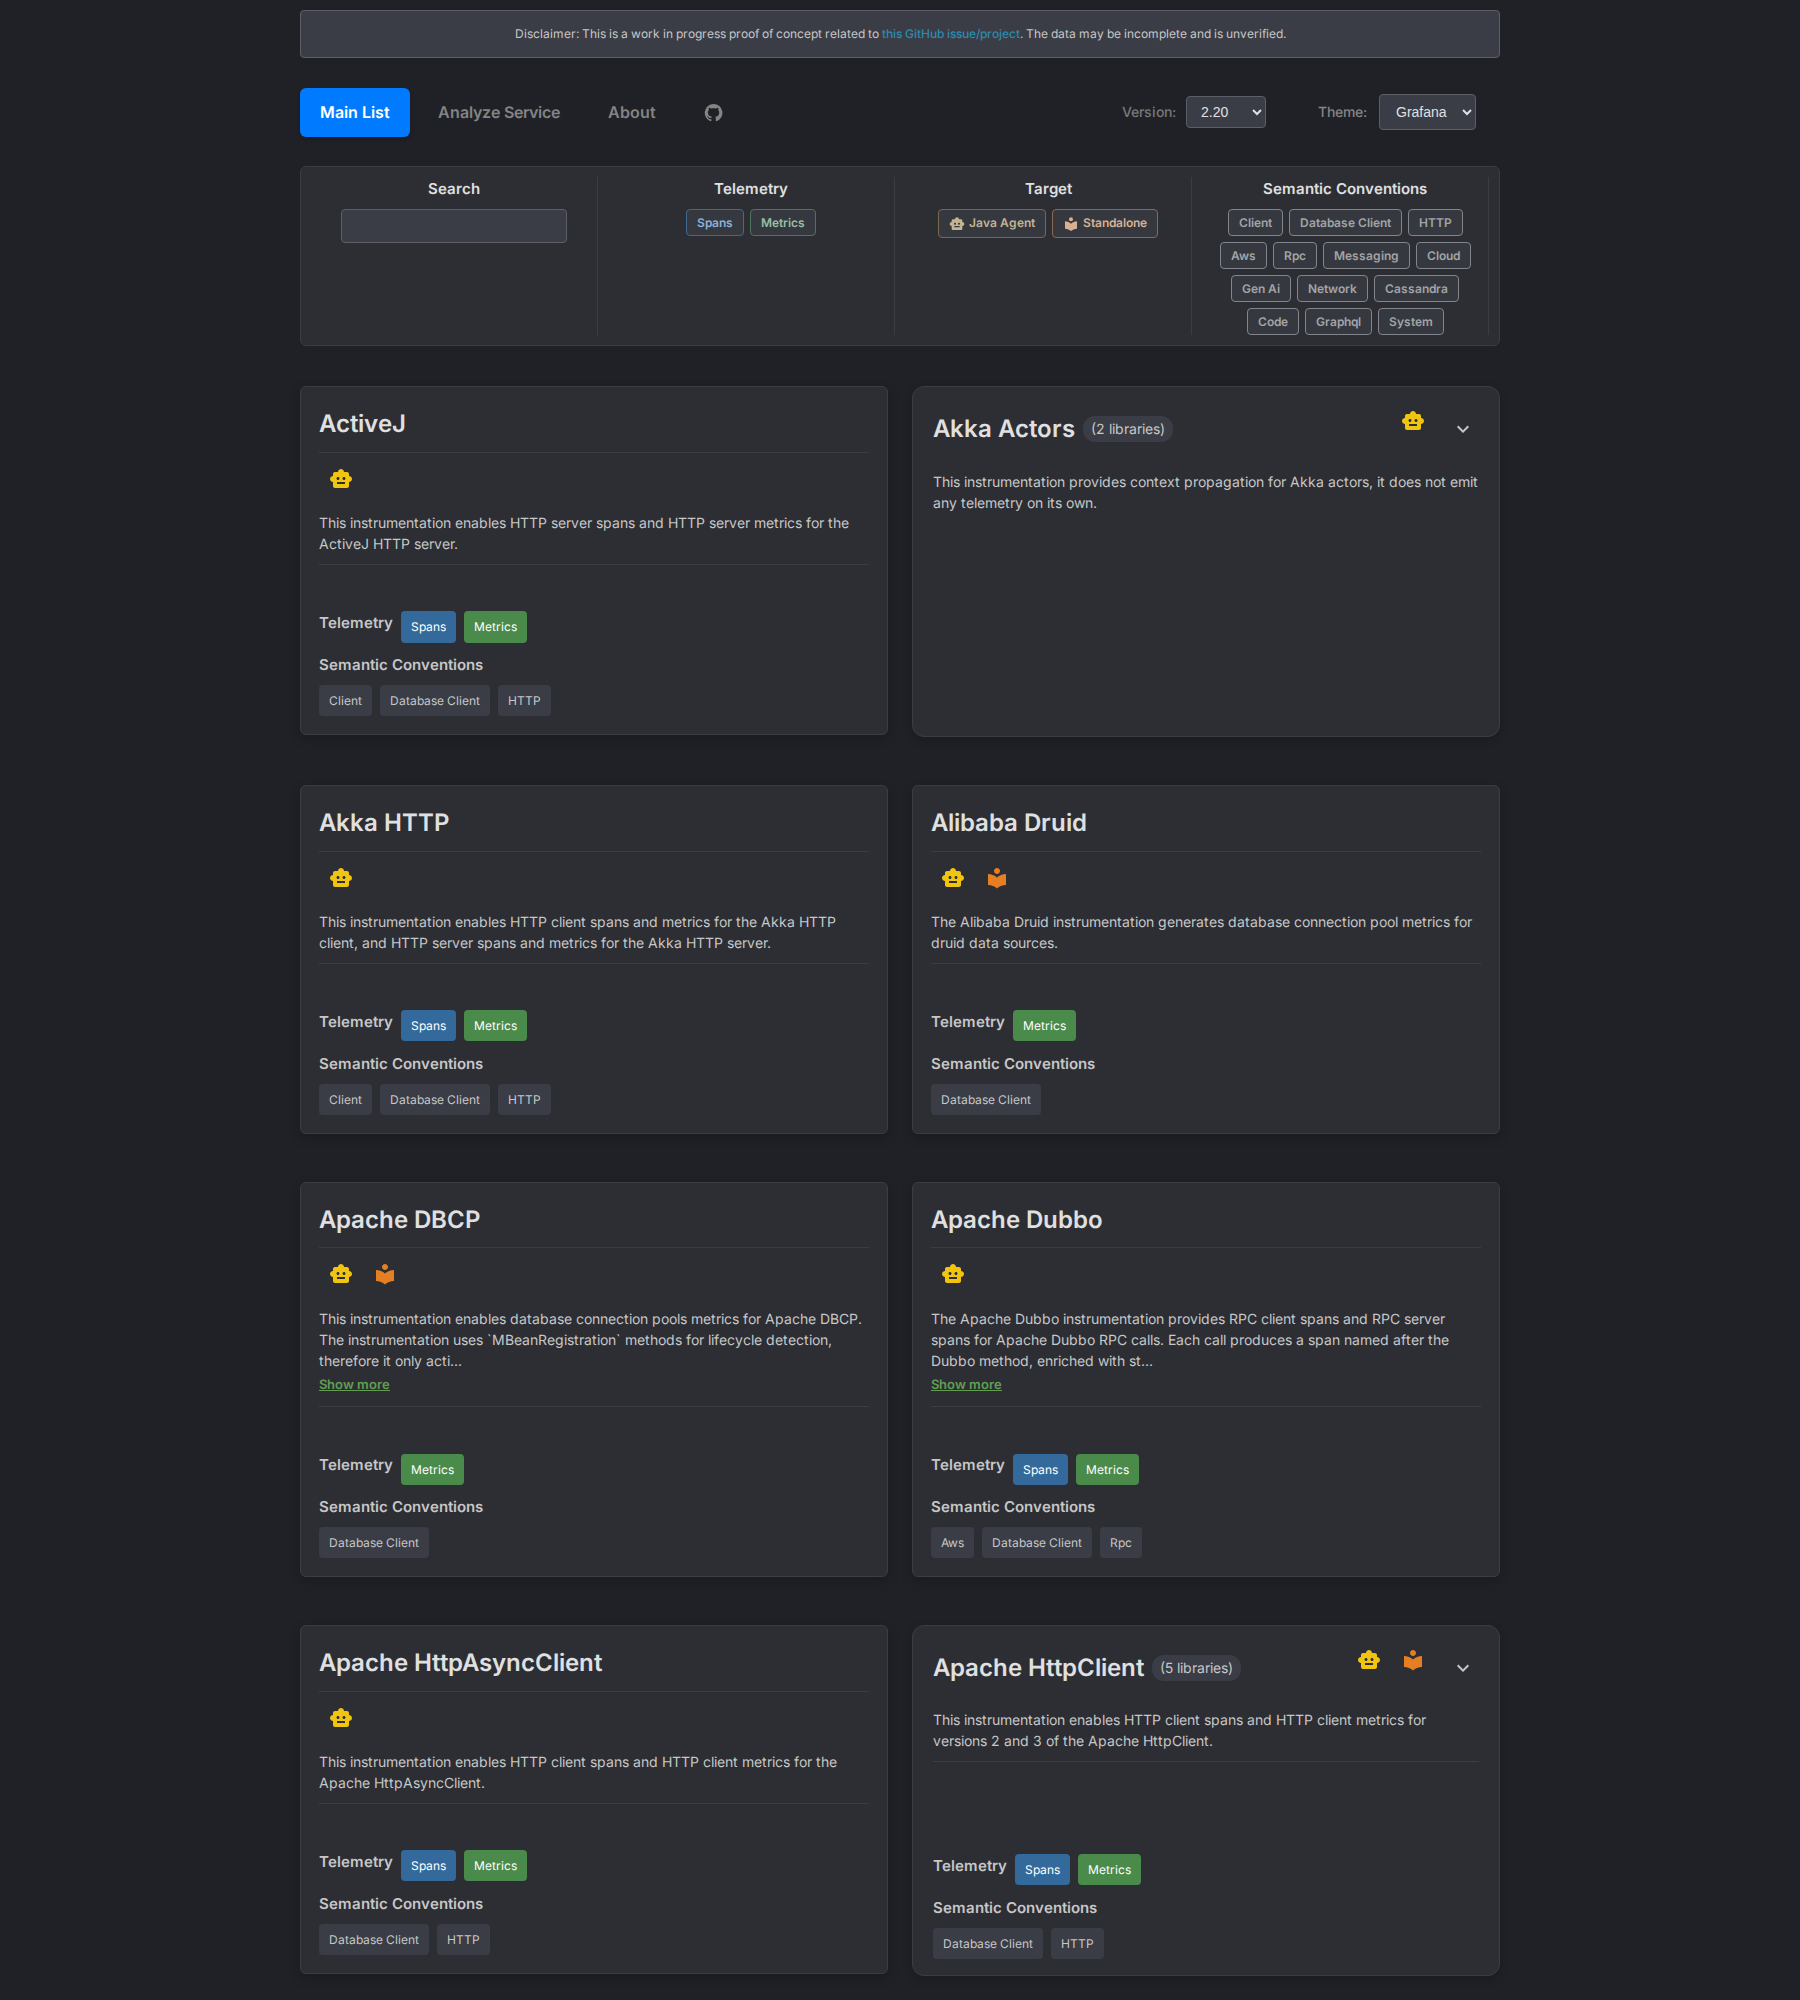 Disclaimer: This is a work in progress proof of concept related to this GitHub issue/project. The data may be incomplete and is unverified.
Main List
Analyze Service
About
Version: 2.20
Theme: Grafana
Search
Telemetry
Spans Metrics
Target
Java Agent Standalone
Semantic Conventions
Client Database Client HTTP
Aws Rpc Messaging Cloud
Gen Ai Network Cassandra
Code Graphql System
ActiveJ
This instrumentation enables HTTP server spans and HTTP server metrics for the
ActiveJ HTTP server.
Telemetry Spans Metrics
Semantic Conventions
Client Database Client HTTP
Akka Actors (2 libraries)
This instrumentation provides context propagation for Akka actors, it does not emit
any telemetry on its own.
Akka HTTP
This instrumentation enables HTTP client spans and metrics for the Akka HTTP
client, and HTTP server spans and metrics for the Akka HTTP server.
Telemetry Spans Metrics
Semantic Conventions
Client Database Client HTTP
Alibaba Druid
The Alibaba Druid instrumentation generates database connection pool metrics for
druid data sources.
Telemetry Metrics
Semantic Conventions
Database Client
Apache DBCP
This instrumentation enables database connection pools metrics for Apache DBCP.
The instrumentation uses `MBeanRegistration` methods for lifecycle detection,
therefore it only acti...
Show more
Telemetry Metrics
Semantic Conventions
Database Client
Apache Dubbo
The Apache Dubbo instrumentation provides RPC client spans and RPC server
spans for Apache Dubbo RPC calls. Each call produces a span named after the
Dubbo method, enriched with st...
Show more
Telemetry Spans Metrics
Semantic Conventions
Aws Database Client Rpc
Apache HttpAsyncClient
This instrumentation enables HTTP client spans and HTTP client metrics for the
Apache HttpAsyncClient.
Telemetry Spans Metrics
Semantic Conventions
Database Client HTTP
Apache HttpClient (5 libraries)
This instrumentation enables HTTP client spans and HTTP client metrics for
versions 2 and 3 of the Apache HttpClient.
Telemetry Spans Metrics
Semantic Conventions
Database Client HTTP